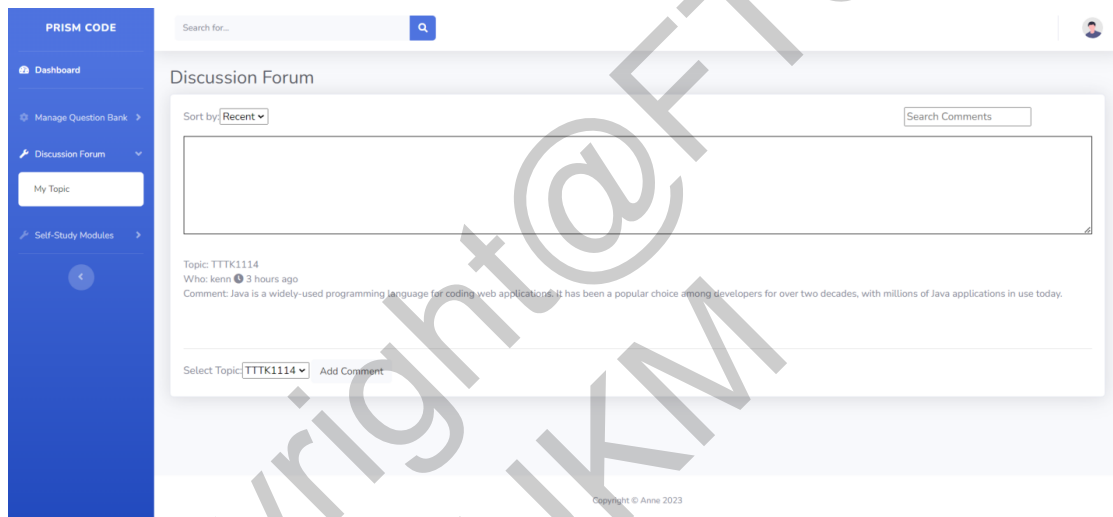 PRISM CODE
Search for...
Dashboard
Discussion Forum
Manage Question Bank
Sort by: Recent
Search Comments
Discussion Forum
My Topic
Self-Study Modules
Topic: TTTK1114
Who: kenn 3 hours ago
Comment: Java is a widely-used programming language for coding web applications. It has been a popular choice among developers for over two decades, with millions of Java applications in use today.
Select Topic: TTTK1114 Add Comment
Copyright © Anne 2023